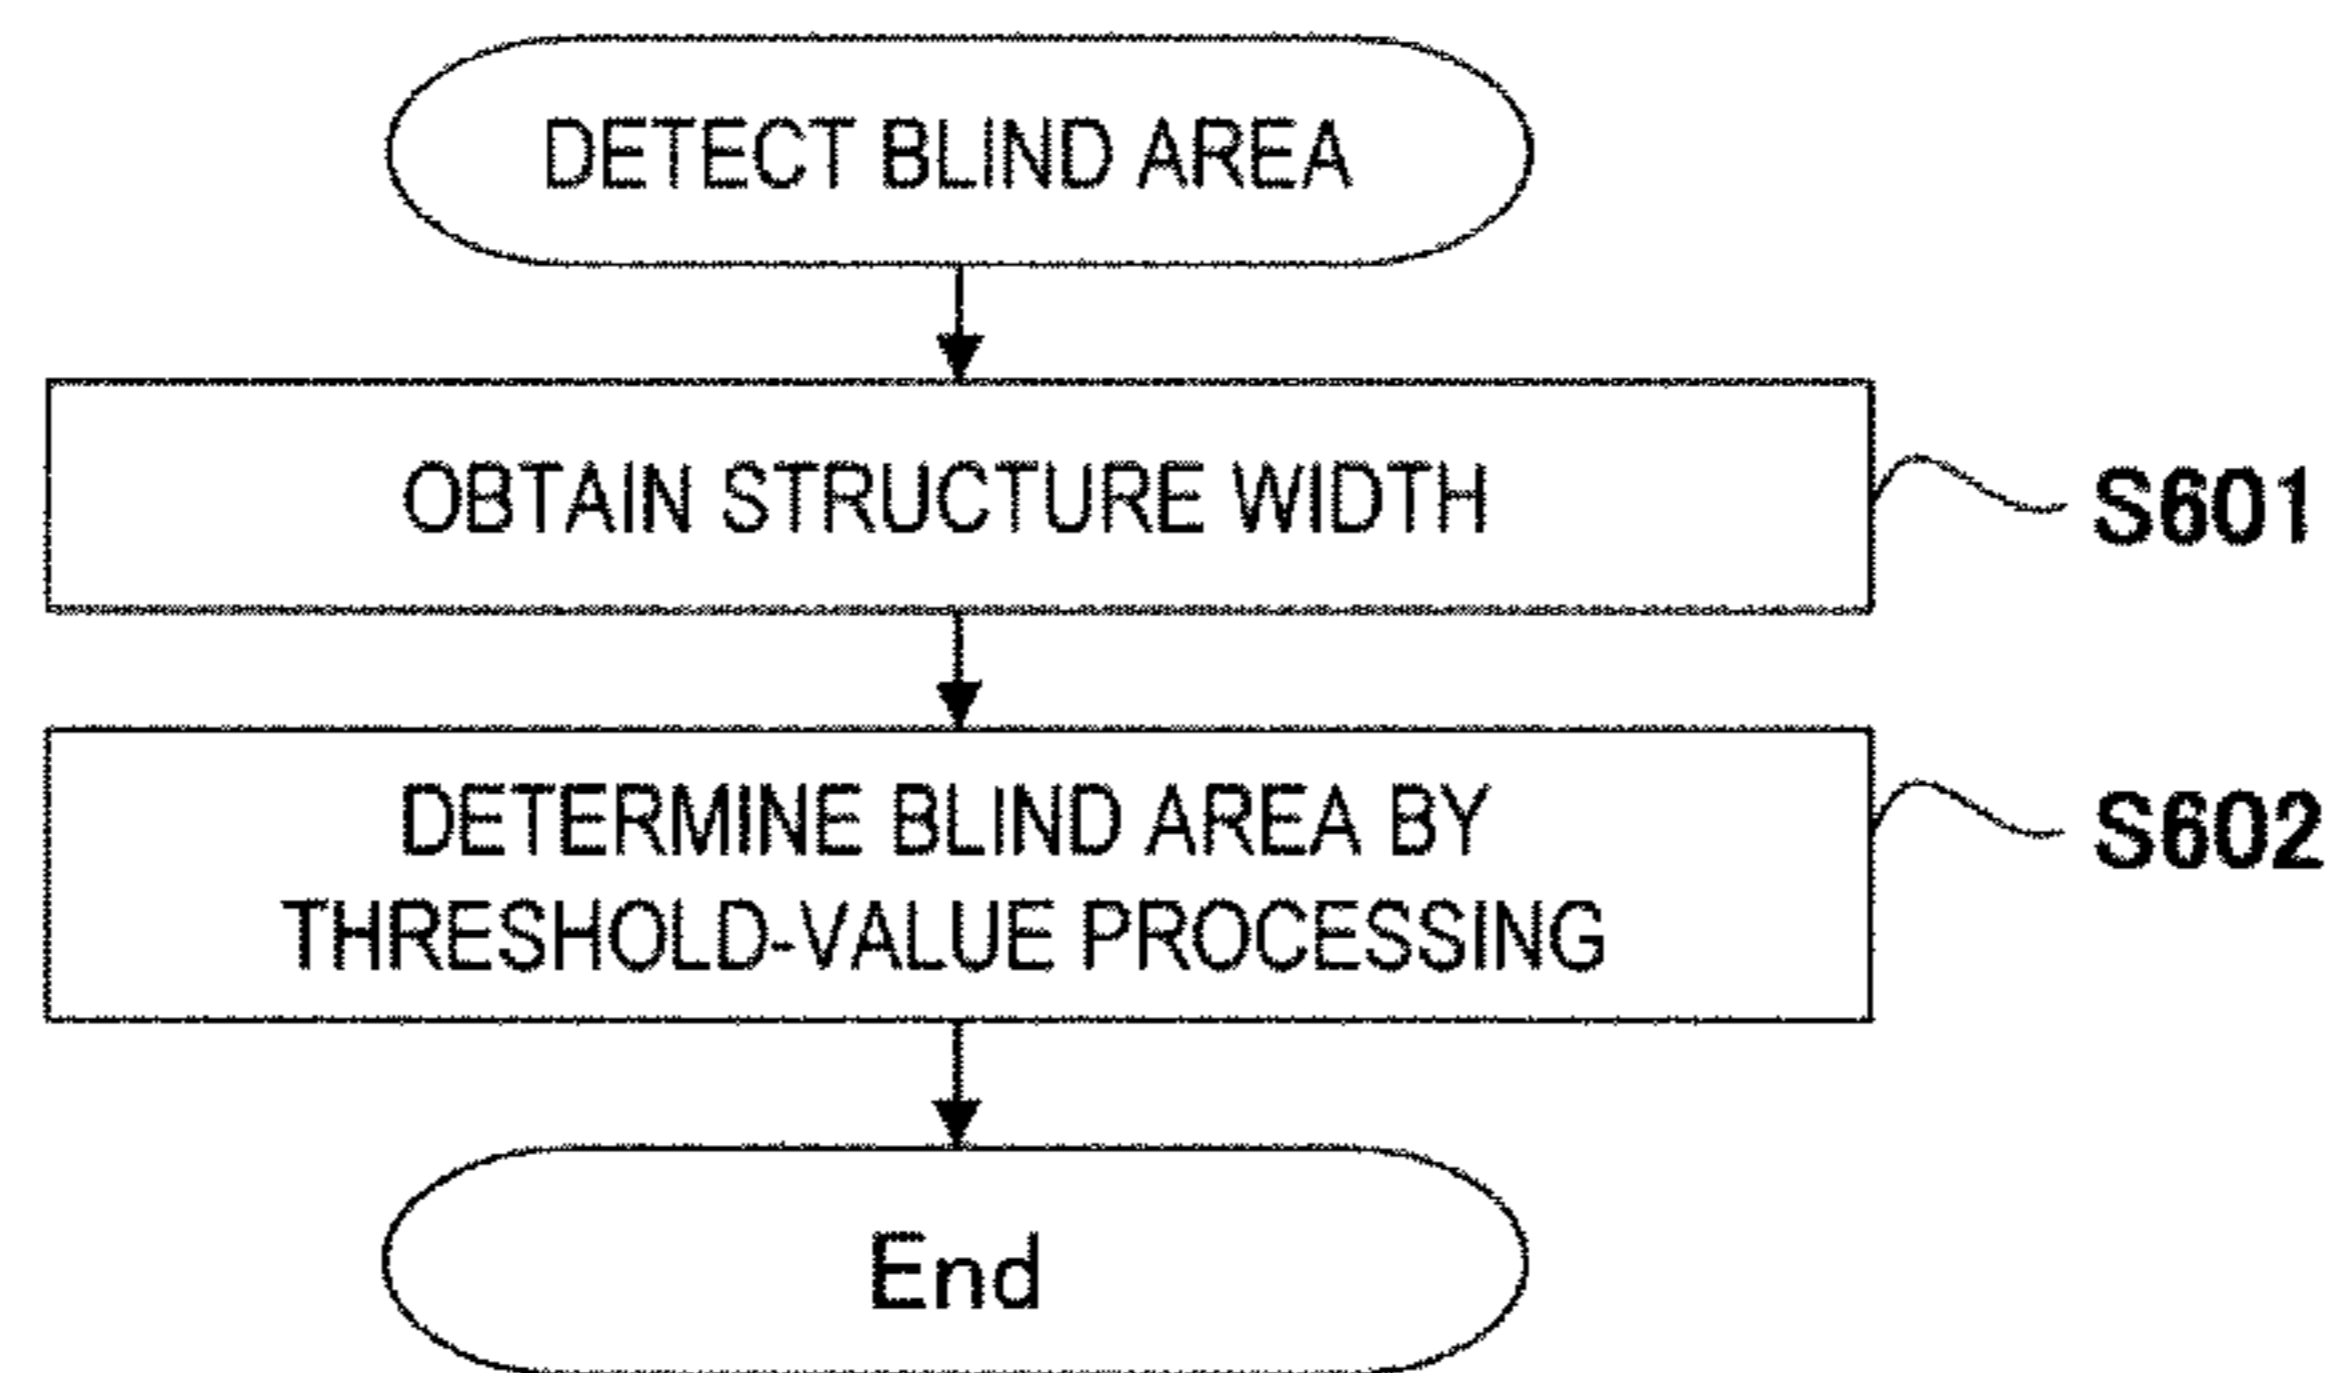 DETECT BLIND AREA
OBTAIN STRUCTURE WIDTH
S601
DETERMINE BLIND AREA BY
THRESHOLD-VALUE PROCESSING
S602
End